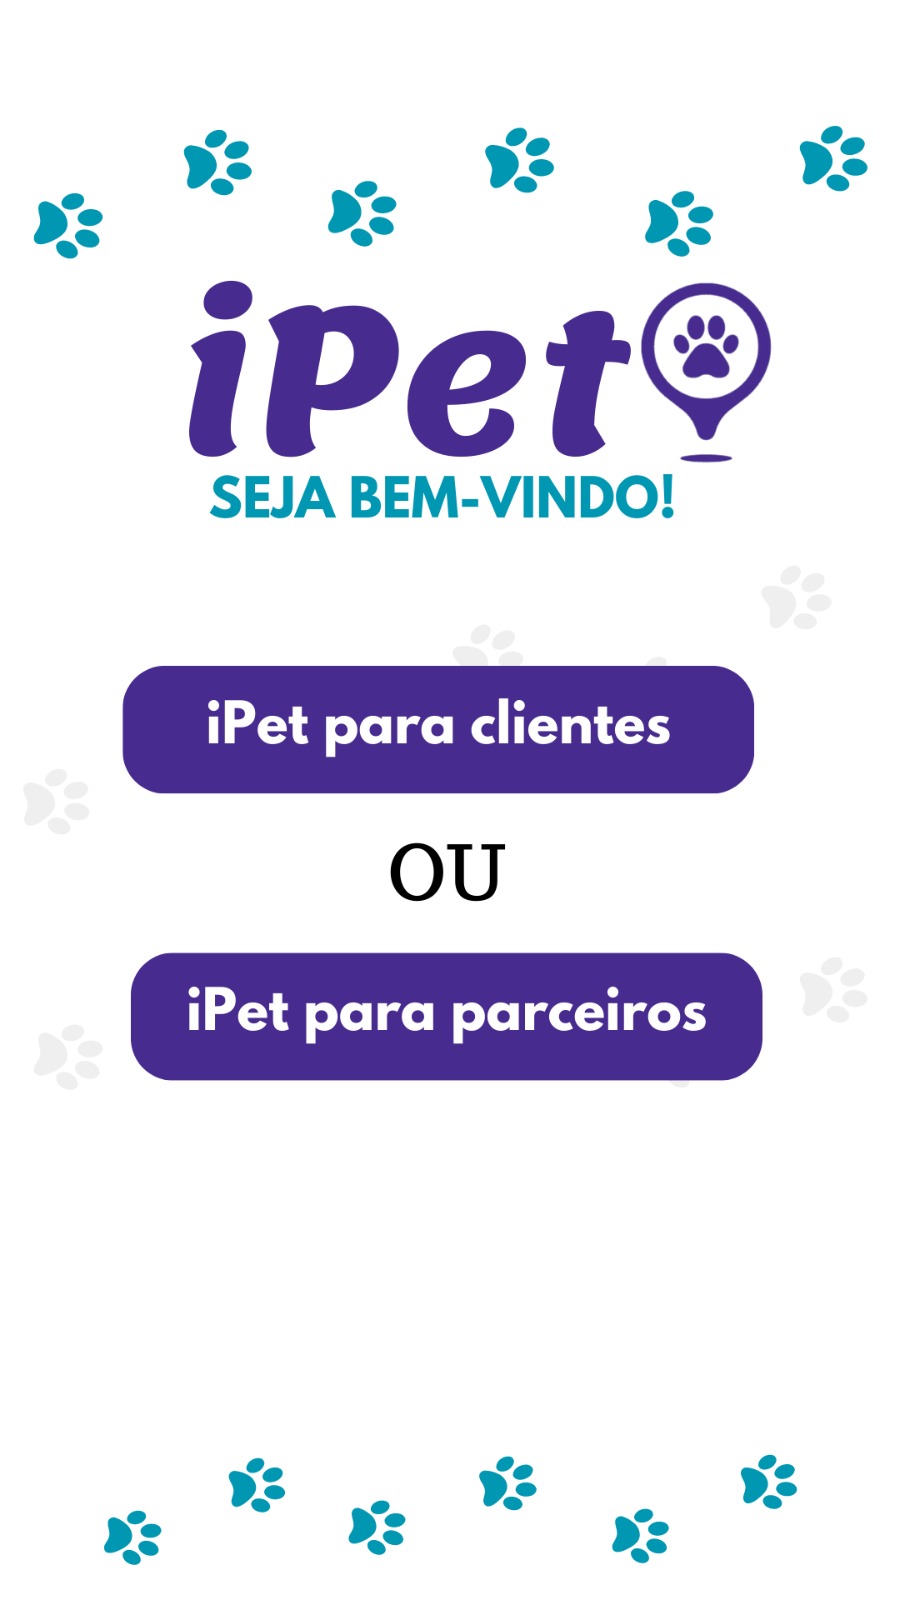 iPet
SEJA BEM-VINDO!
iPet para clientes
OU
iPet para parceiros